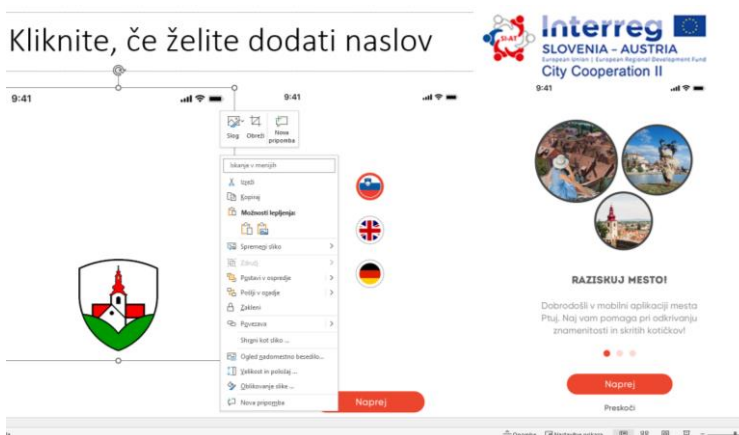 Kliknite, če želite dodati naslov
SI-AT
Interreg
SLOVENIA – AUSTRIA
European Union | European Regional Development Fund
City Cooperation II
9:41
9:41
9:41
Slog
Obreži
Nova
pripomba
Iskanje v menijih
Izreži
Kopiraj
Možnosti lepljenja:
Spremeni sliko
Združi
Postavi v ospredje
Pošlji v ozadje
Zakleni
Povezava
Shrani kot sliko ...
Ogled nadomestno besedilo...
Velikost in položaj ...
Oblikovanje slike ...
Nova pripomba
Naprej
RAZISKUJ MESTO!
Dobrodošli v mobilni aplikaciji mesta
Ptuj. Naj vam pomaga pri odkrivanju
znamenitosti in skritih kotičkov!
Naprej
Preskoči